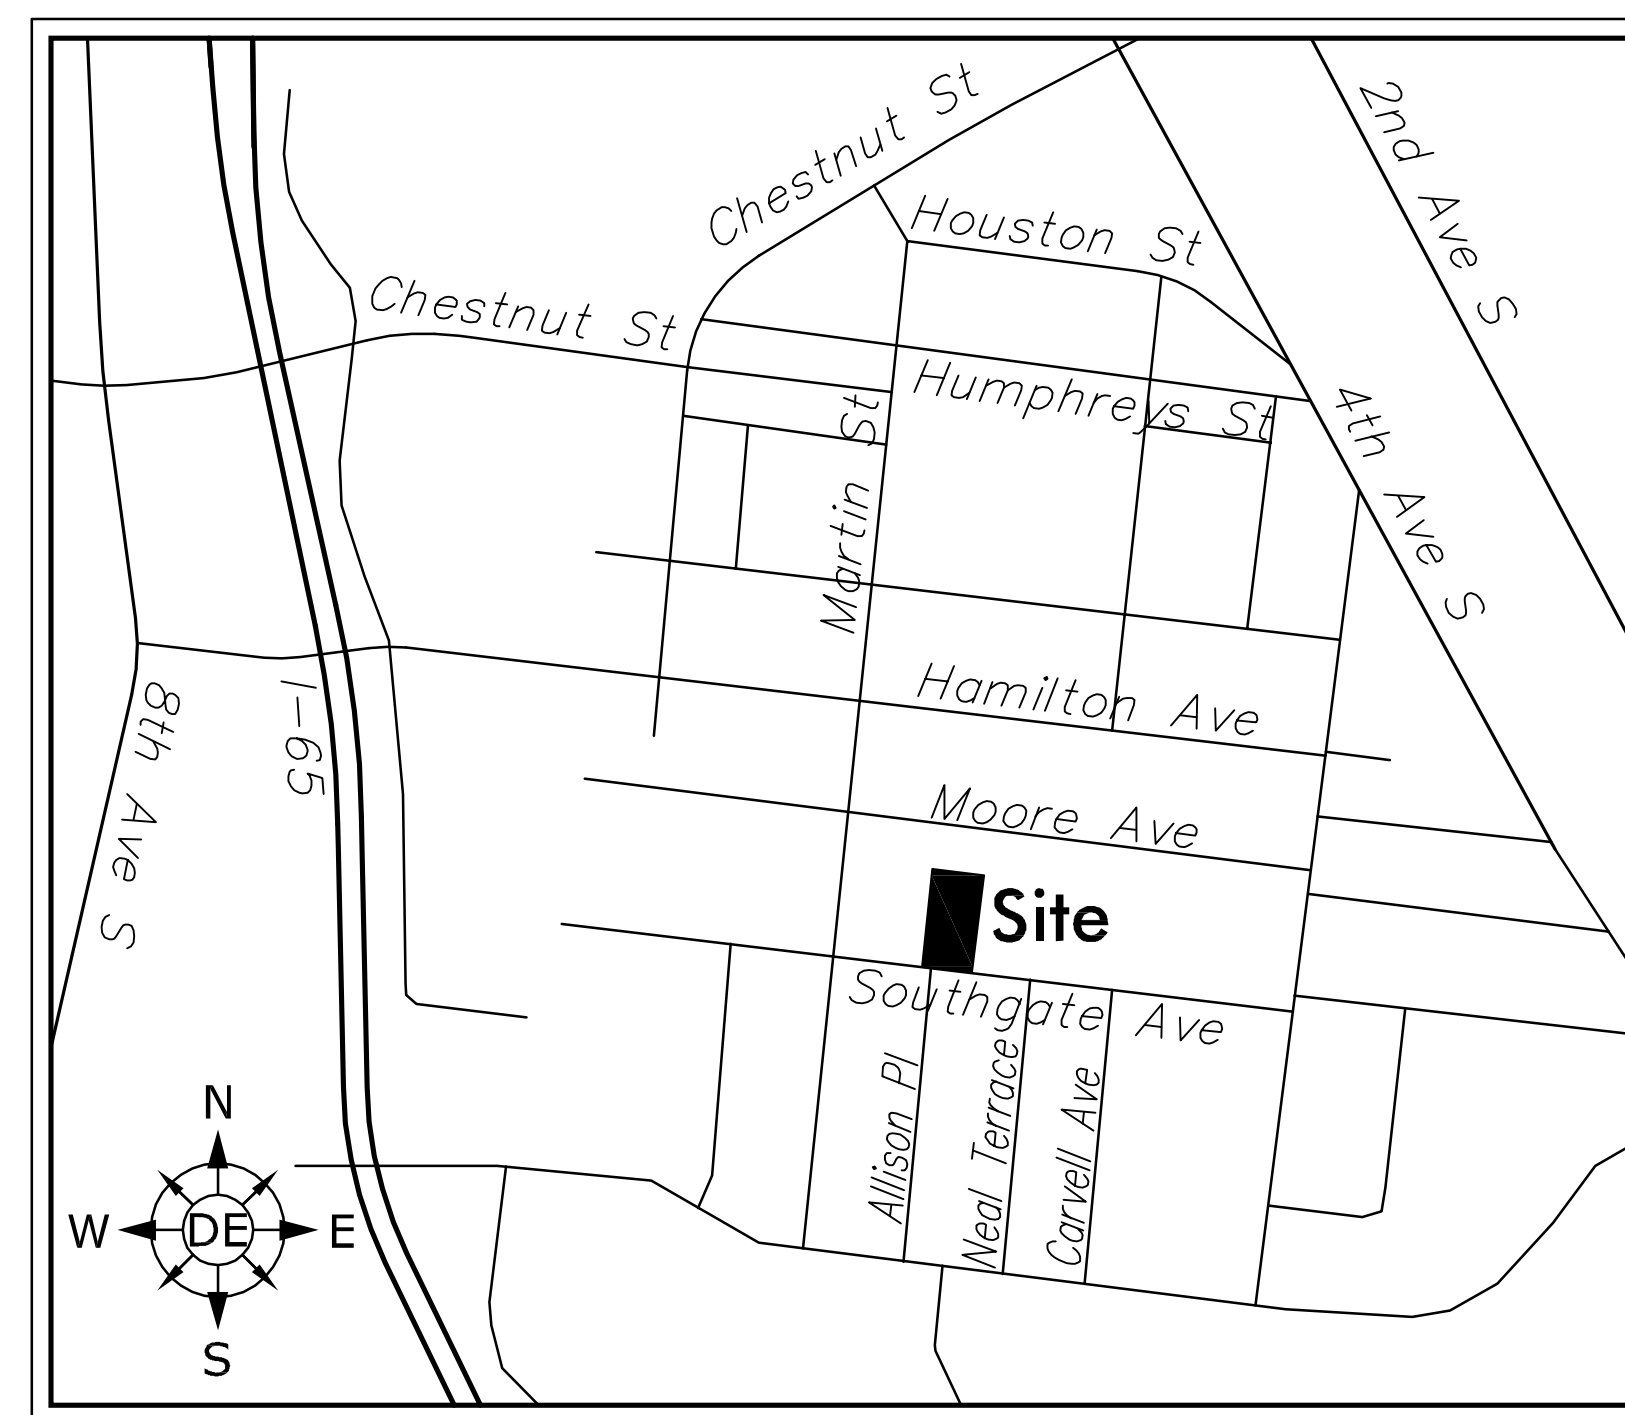 Chestnut St
2nd Ave S
Houston St
Chestnut St
Humphreys St
4th Ave S
Martin St
Hamilton Ave
8th Ave S
I-65
Moore Ave
Site
Southgate Ave
Allison Pl
Neal Terrace
Carvell Ave
N
W
DE
E
S